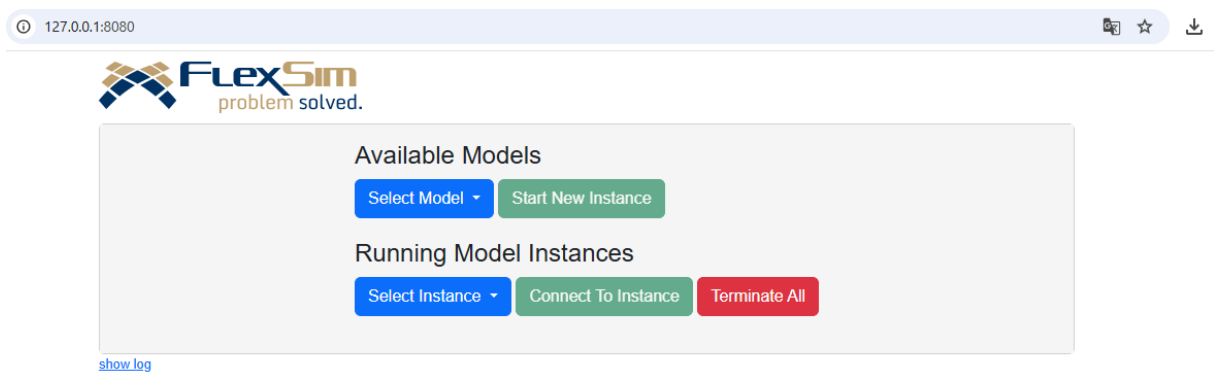 127.0.0.1:8080
FLEXSIM
problem solved.
Available Models
Select Model Start New Instance
Running Model Instances
Select Instance Connect To Instance Terminate All
show log